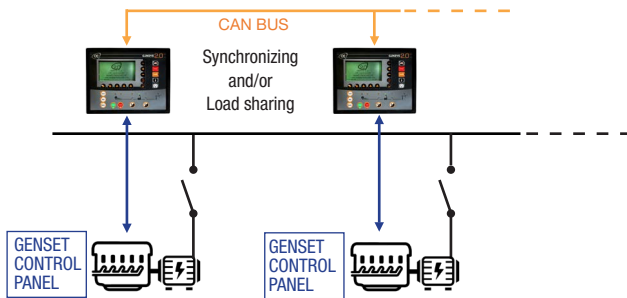 CAN BUS
Synchronizing
and/or
Load sharing
GENSET
CONTROL
PANEL
GENSET
CONTROL
PANEL